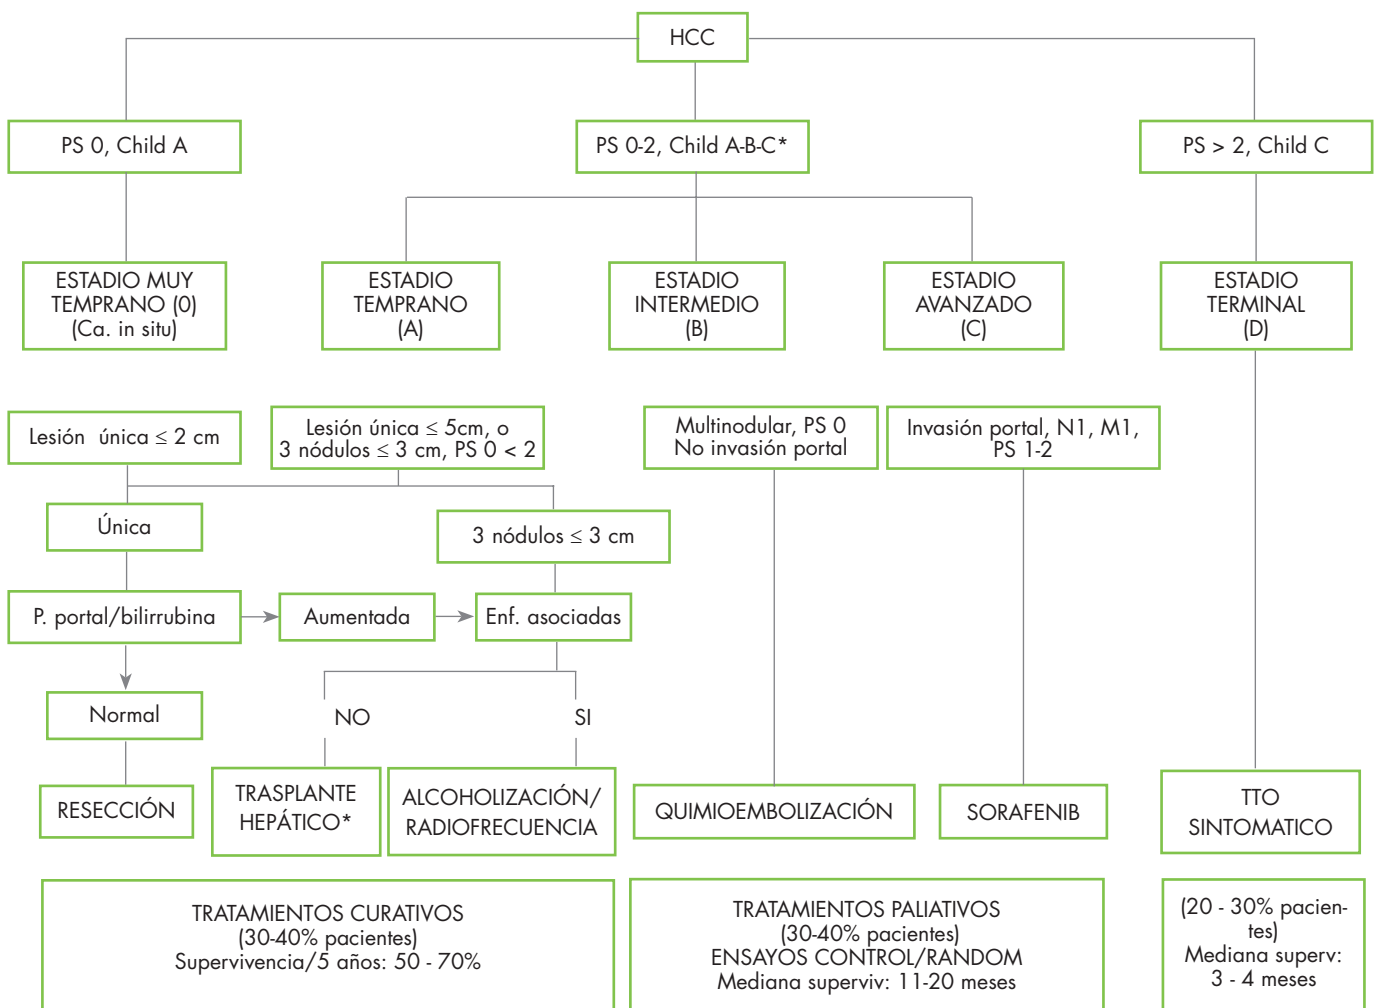 HCC
PS 0, Child A
PS 0-2, Child A-B-C*
PS > 2, Child C
ESTADIO MUY
TEMPRANO (0)
(Ca. in situ)
ESTADIO
TEMPRANO
(A)
ESTADIO
INTERMEDIO
(B)
ESTADIO
AVANZADO
(C)
ESTADIO
TERMINAL
(D)
Lesión única ≤ 2 cm
Lesión única ≤ 5cm, o
3 nódulos ≤ 3 cm, PS 0 < 2
Multinodular, PS 0
No invasión portal
Invasión portal, N1, M1,
PS 1-2
Única
3 nódulos ≤ 3 cm
P. portal/bilirrubina
Aumentada
Enf. asociadas
Normal
NO
SI
RESECCIÓN
TRASPLANTE
HEPÁTICO*
ALCOHOLIZACIÓN/
RADIOFRECUENCIA
QUIMIOEMBOLIZACIÓN
SORAFENIB
TTO
SINTOMATICO
TRATAMIENTOS CURATIVOS
(30-40% pacientes)
Supervivencia/5 años: 50 - 70%
TRATAMIENTOS PALIATIVOS
(30-40% pacientes)
ENSAYOS CONTROL/RANDOM
Mediana superviv: 11-20 meses
(20 - 30% pacien-
tes)
Mediana superv:
3 - 4 meses